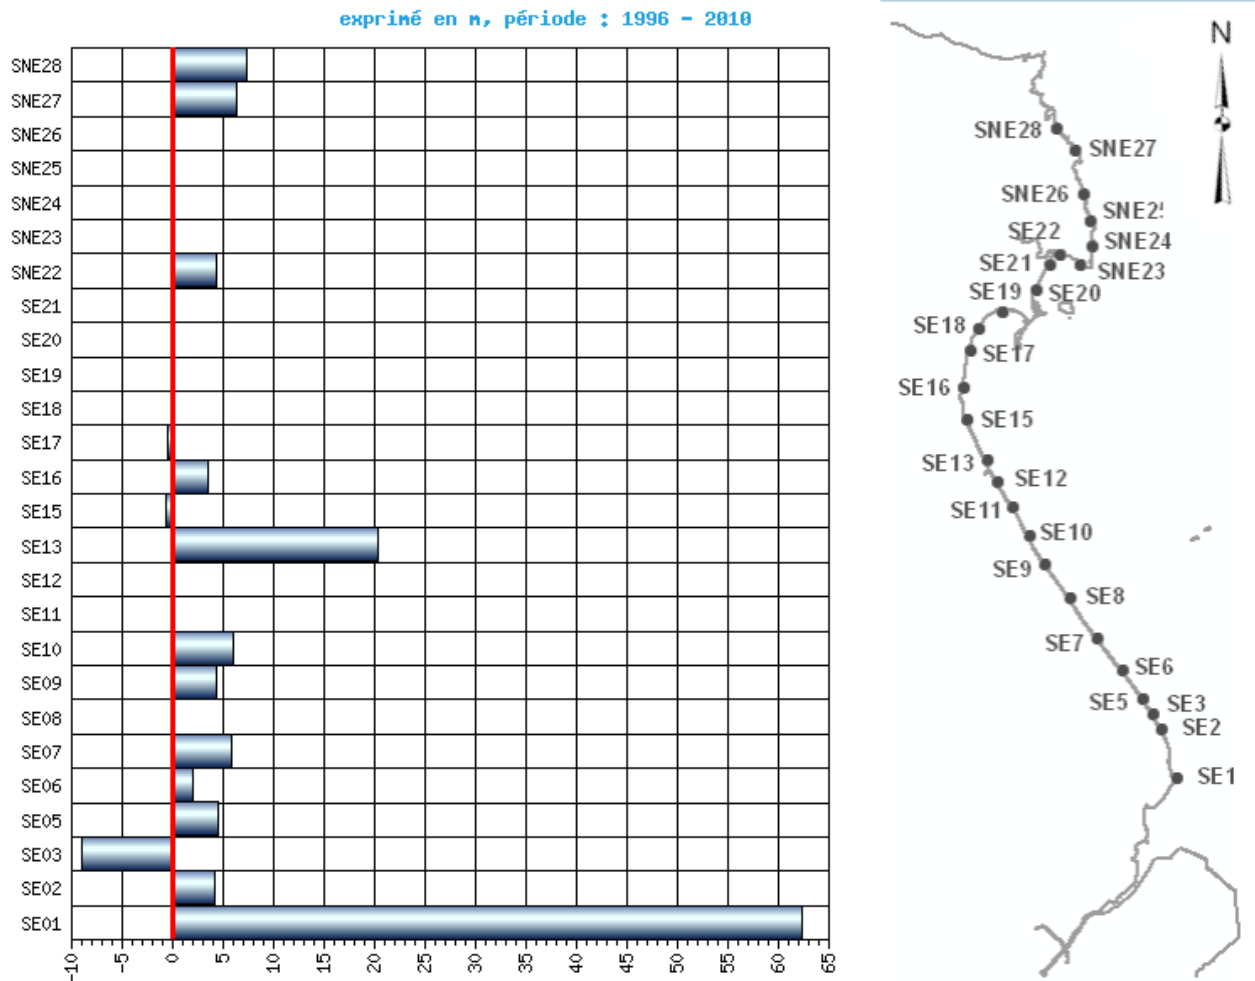 exprimé en m, période : 1996 - 2010
SNE28
SNE27
SNE26
SNE25
SNE24
SNE23
SNE22
SE21
SE20
SE19
SE18
SE17
SE16
SE15
SE13
SE12
SE11
SE10
SE09
SE08
SE07
SE06
SE05
SE03
SE02
SE01
-10 -5 0 5 10 15 20 25 30 35 40 45 50 55 60 65
N
SNE28
SNE27
SNE26
SNE25
SE22
SNE24
SE21
SNE23
SE19
SE20
SE18
SE17
SE16
SE15
SE13
SE12
SE11
SE10
SE9
SE8
SE7
SE6
SE5
SE3
SE2
SE1